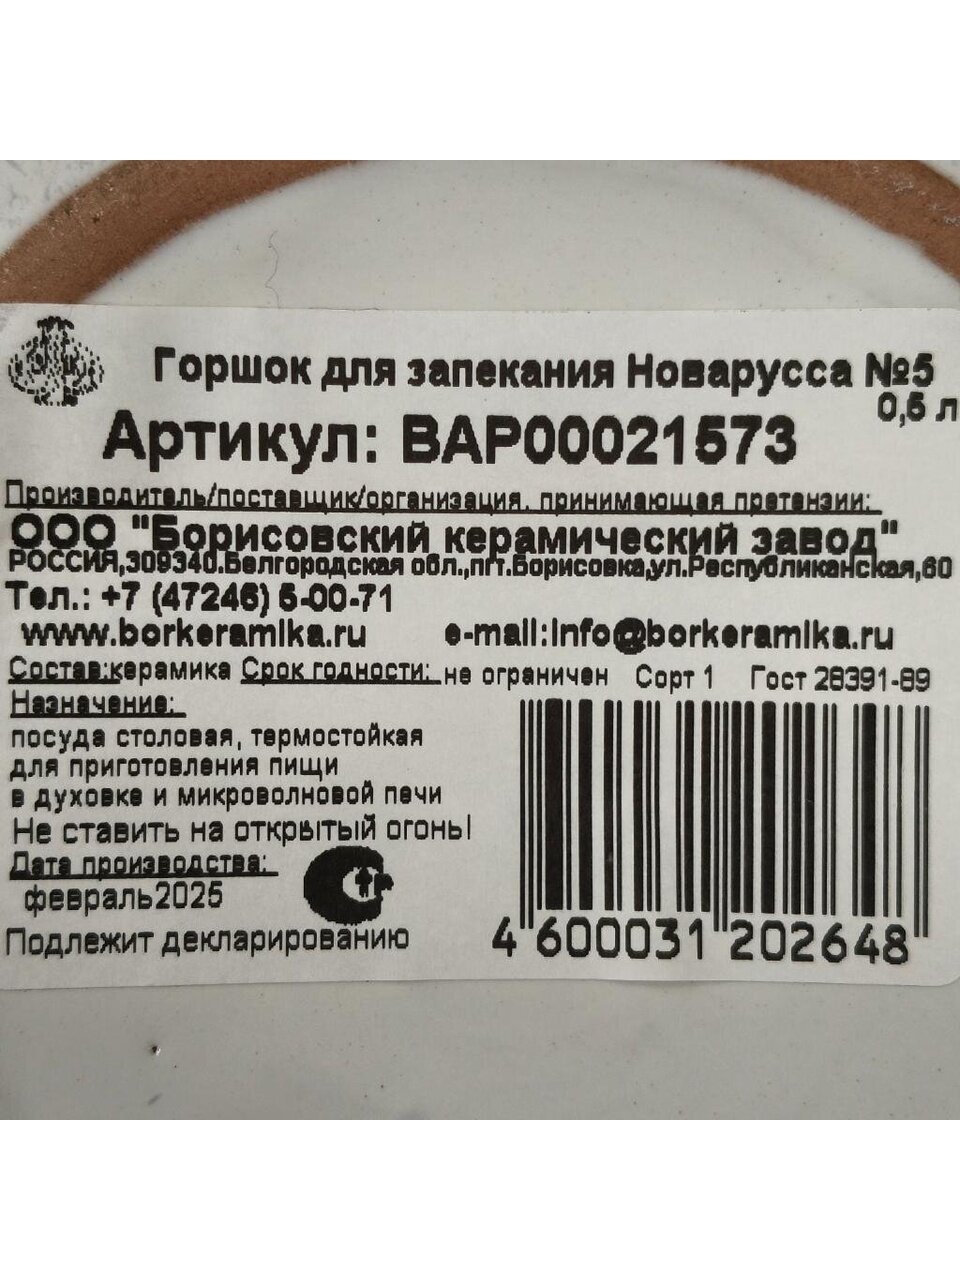 Горшок для запекания Новарусса №5
0,5 л
Артикул: ВАР00021573
Производитель/поставщик/организация, принимающая претензии:
ООО "Борисовский керамический завод"
РОССИЯ,309340.Белгородская обл.,пгт.Борисовка,ул.Республиканская,60
Тел.: +7 (47246) 5-00-71
www.borkeramika.ru e-mail:info@borkeramika.ru
Состав:керамика Срок годности: не ограничен Сорт 1 Гост 28391-89
Назначение:
посуда столовая, термостойкая
для приготовления пищи
в духовке и микроволновой печи
Не ставить на открытый огонь!
Дата производства:
февраль2025
Подлежит декларированию
4 600031 202648